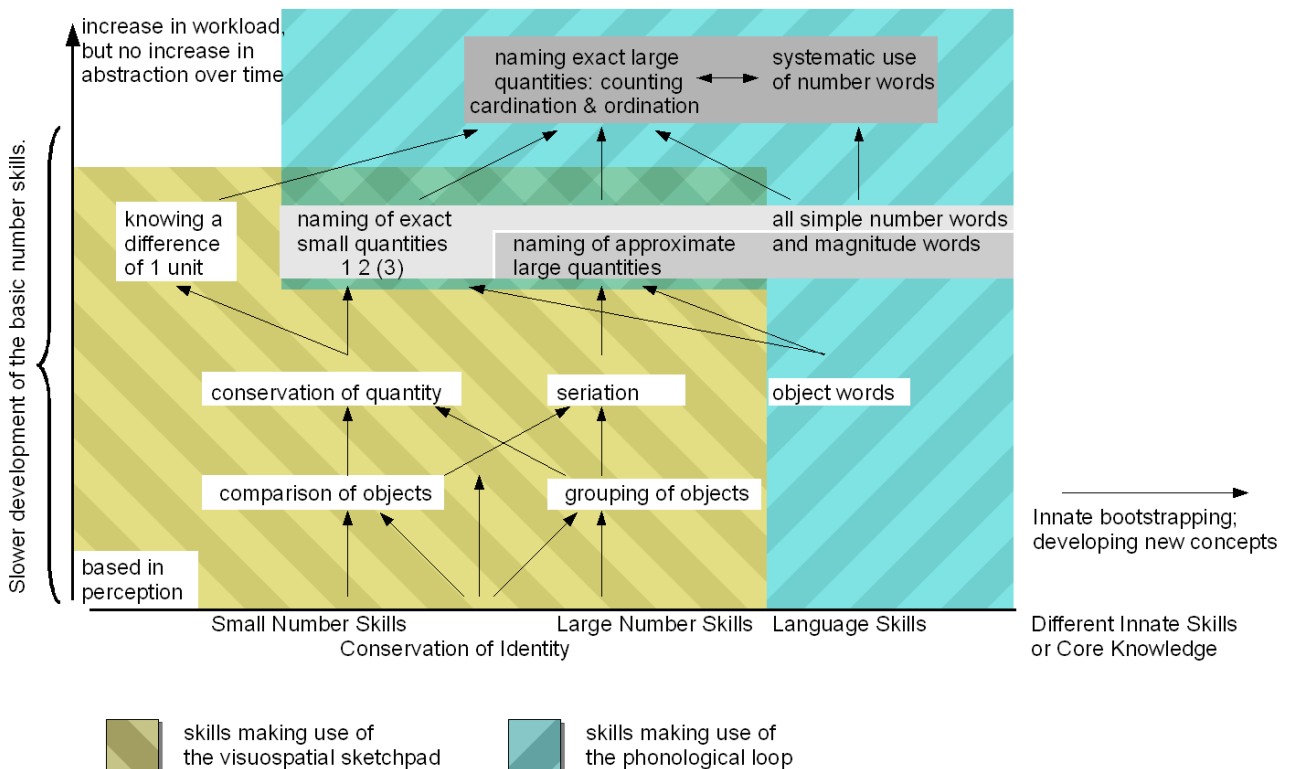 increase in workload,
but no increase in
abstraction over time
naming exact large
quantities: counting
cardination & ordination
systematic use
of number words
Slower development of the basic number skills.
knowing a
difference
of 1 unit
naming of exact
small quantities
1 2 (3)
naming of approximate
large quantities
all simple number words
and magnitude words
conservation of quantity
seriation
object words
comparison of objects
grouping of objects
based in
perception
Innate bootstrapping;
developing new concepts
Small Number Skills
Large Number Skills
Language Skills
Conservation of Identity
Different Innate Skills
or Core Knowledge
skills making use of
the visuospatial sketchpad
skills making use of
the phonological loop